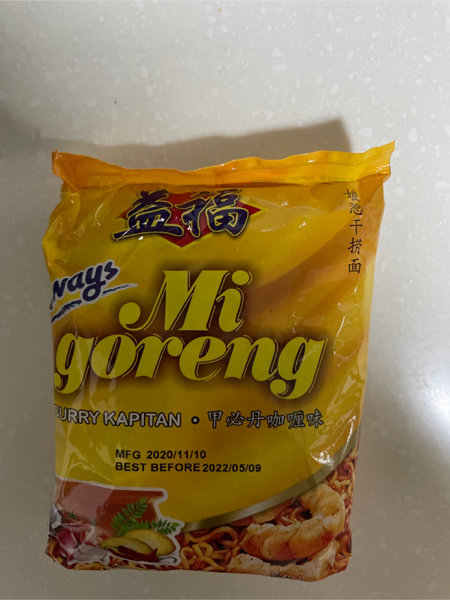 益福
娘惹干捞面
Mi
goreng
CURRY KAPITAN • 甲必丹咖喱味
MFG 2020/11/10
BEST BEFORE 2022/05/09